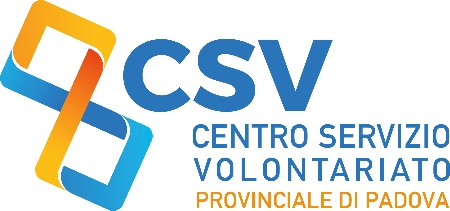 CSV
CENTRO SERVIZIO
VOLONTARIATO
PROVINCIALE DI PADOVA